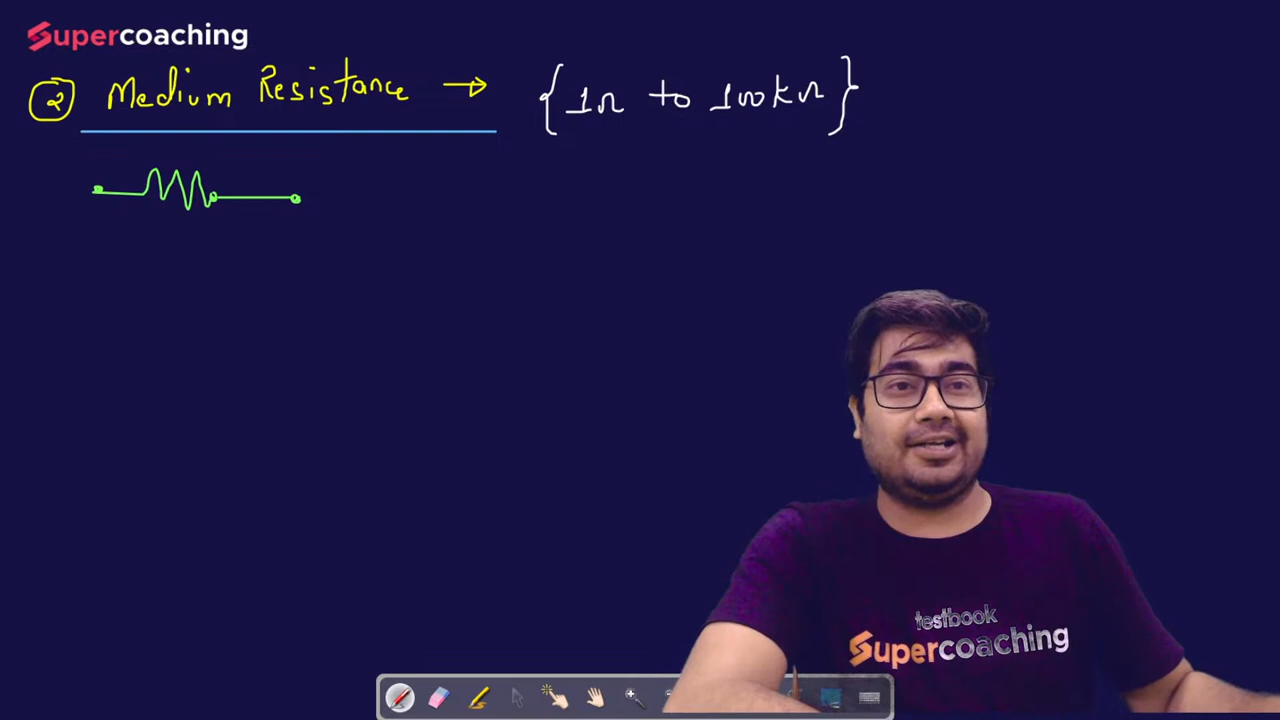 Supercoaching
2 Medium Resistance → {1Ω to 100kΩ}
testbook
Supercoaching